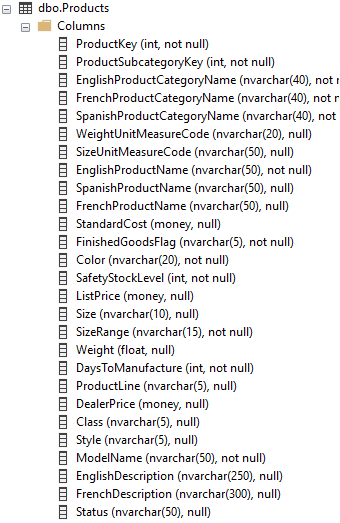 dbo.Products
Columns
ProductKey (int, not null)
ProductSubcategoryKey (int, not null)
EnglishProductCategoryName (nvarchar(40), not n
FrenchProductCategoryName (nvarchar(40), not n
SpanishProductCategoryName (nvarchar(40), not
WeightUnitMeasureCode (nvarchar(20), null)
SizeUnitMeasureCode (nvarchar(50), null)
EnglishProductName (nvarchar(50), not null)
SpanishProductName (nvarchar(50), null)
FrenchProductName (nvarchar(50), null)
StandardCost (money, null)
FinishedGoodsFlag (nvarchar(5), not null)
Color (nvarchar(20), not null)
SafetyStockLevel (int, not null)
ListPrice (money, null)
Size (nvarchar(10), null)
SizeRange (nvarchar(15), not null)
Weight (float, null)
DaysToManufacture (int, not null)
ProductLine (nvarchar(5), null)
DealerPrice (money, null)
Class (nvarchar(5), null)
Style (nvarchar(5), null)
ModelName (nvarchar(50), not null)
EnglishDescription (nvarchar(250), null)
FrenchDescription (nvarchar(300), null)
Status (nvarchar(50), null)